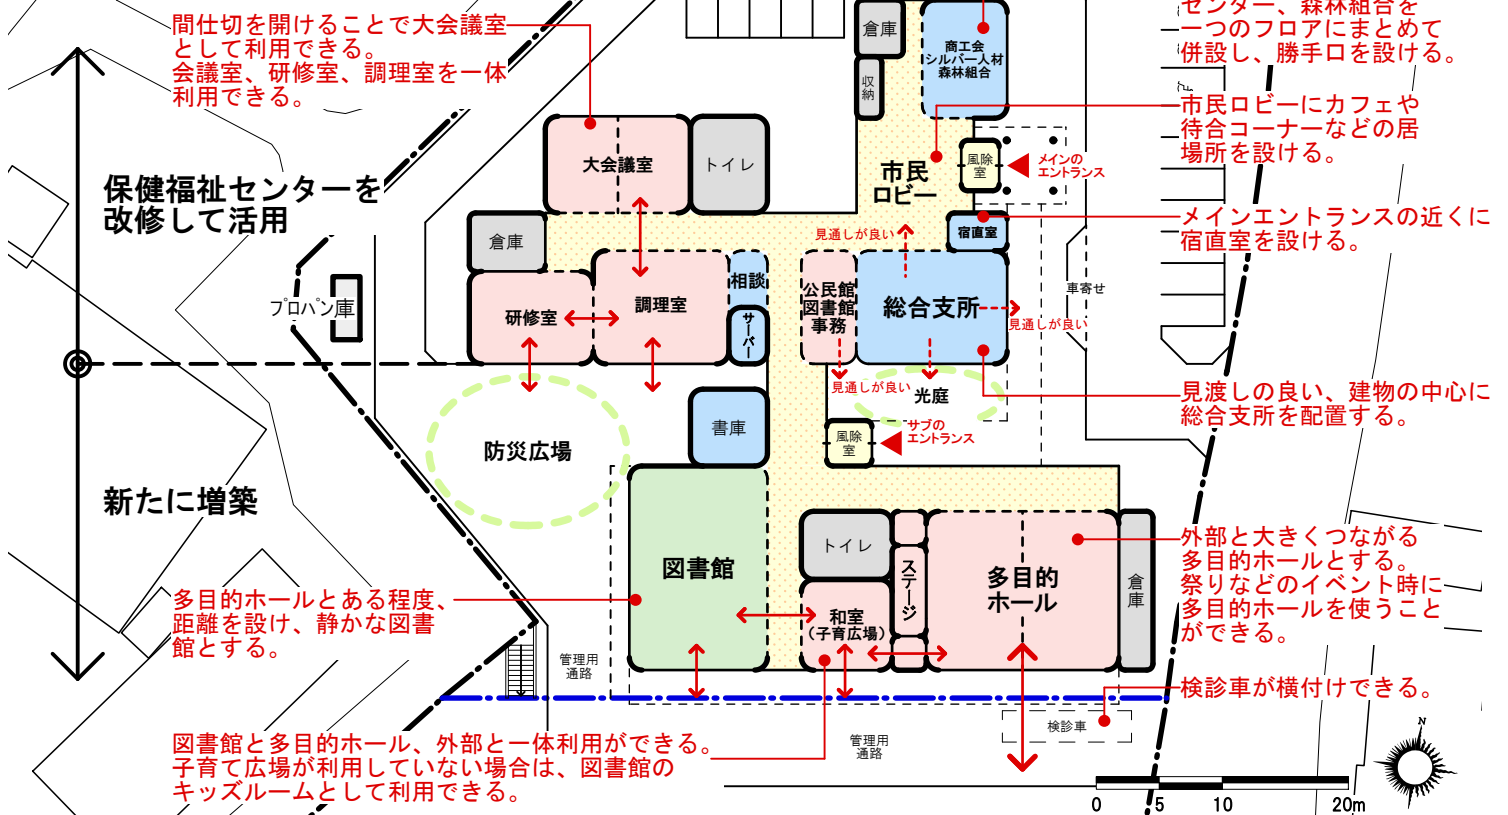 間仕切を開けることで大会議室
として利用できる。
会議室、研修室、調理室を一体
利用できる。
センター、森林組合を
一つのフロアにまとめて
併設し、勝手口を設ける。
倉庫
商工会
シルバー人材
森林組合
収納
市民ロビーにカフェや
待合コーナーなどの居
場所を設ける。
大会議室
トイレ
市民
ロビー
風除
室
メインの
エントランス
保健福祉センターを
改修して活用
メインエントランスの近くに
宿直室を設ける。
倉庫
見通しが良い
宿直室
プロパン庫
研修室
調理室
相談
サーバー
公民館
図書館
事務
総合支所
車寄せ
見通しが良い
見通しが良い
光庭
見渡しの良い、建物の中心に
総合支所を配置する。
書庫
風除
室
サブの
エントランス
防災広場
新たに増築
図書館
トイレ
ステージ
多目的
ホール
倉庫
外部と大きくつながる
多目的ホールとする。
祭りなどのイベント時に
多目的ホールを使うこと
ができる。
多目的ホールとある程度、
距離を設け、静かな図書
館とする。
和室
(子育広場)
管理用
通路
検診車が横付けできる。
検診車
管理用
通路
図書館と多目的ホール、外部と一体利用ができる。
子育て広場が利用していない場合は、図書館の
キッズルームとして利用できる。
N
0 5 10 20m